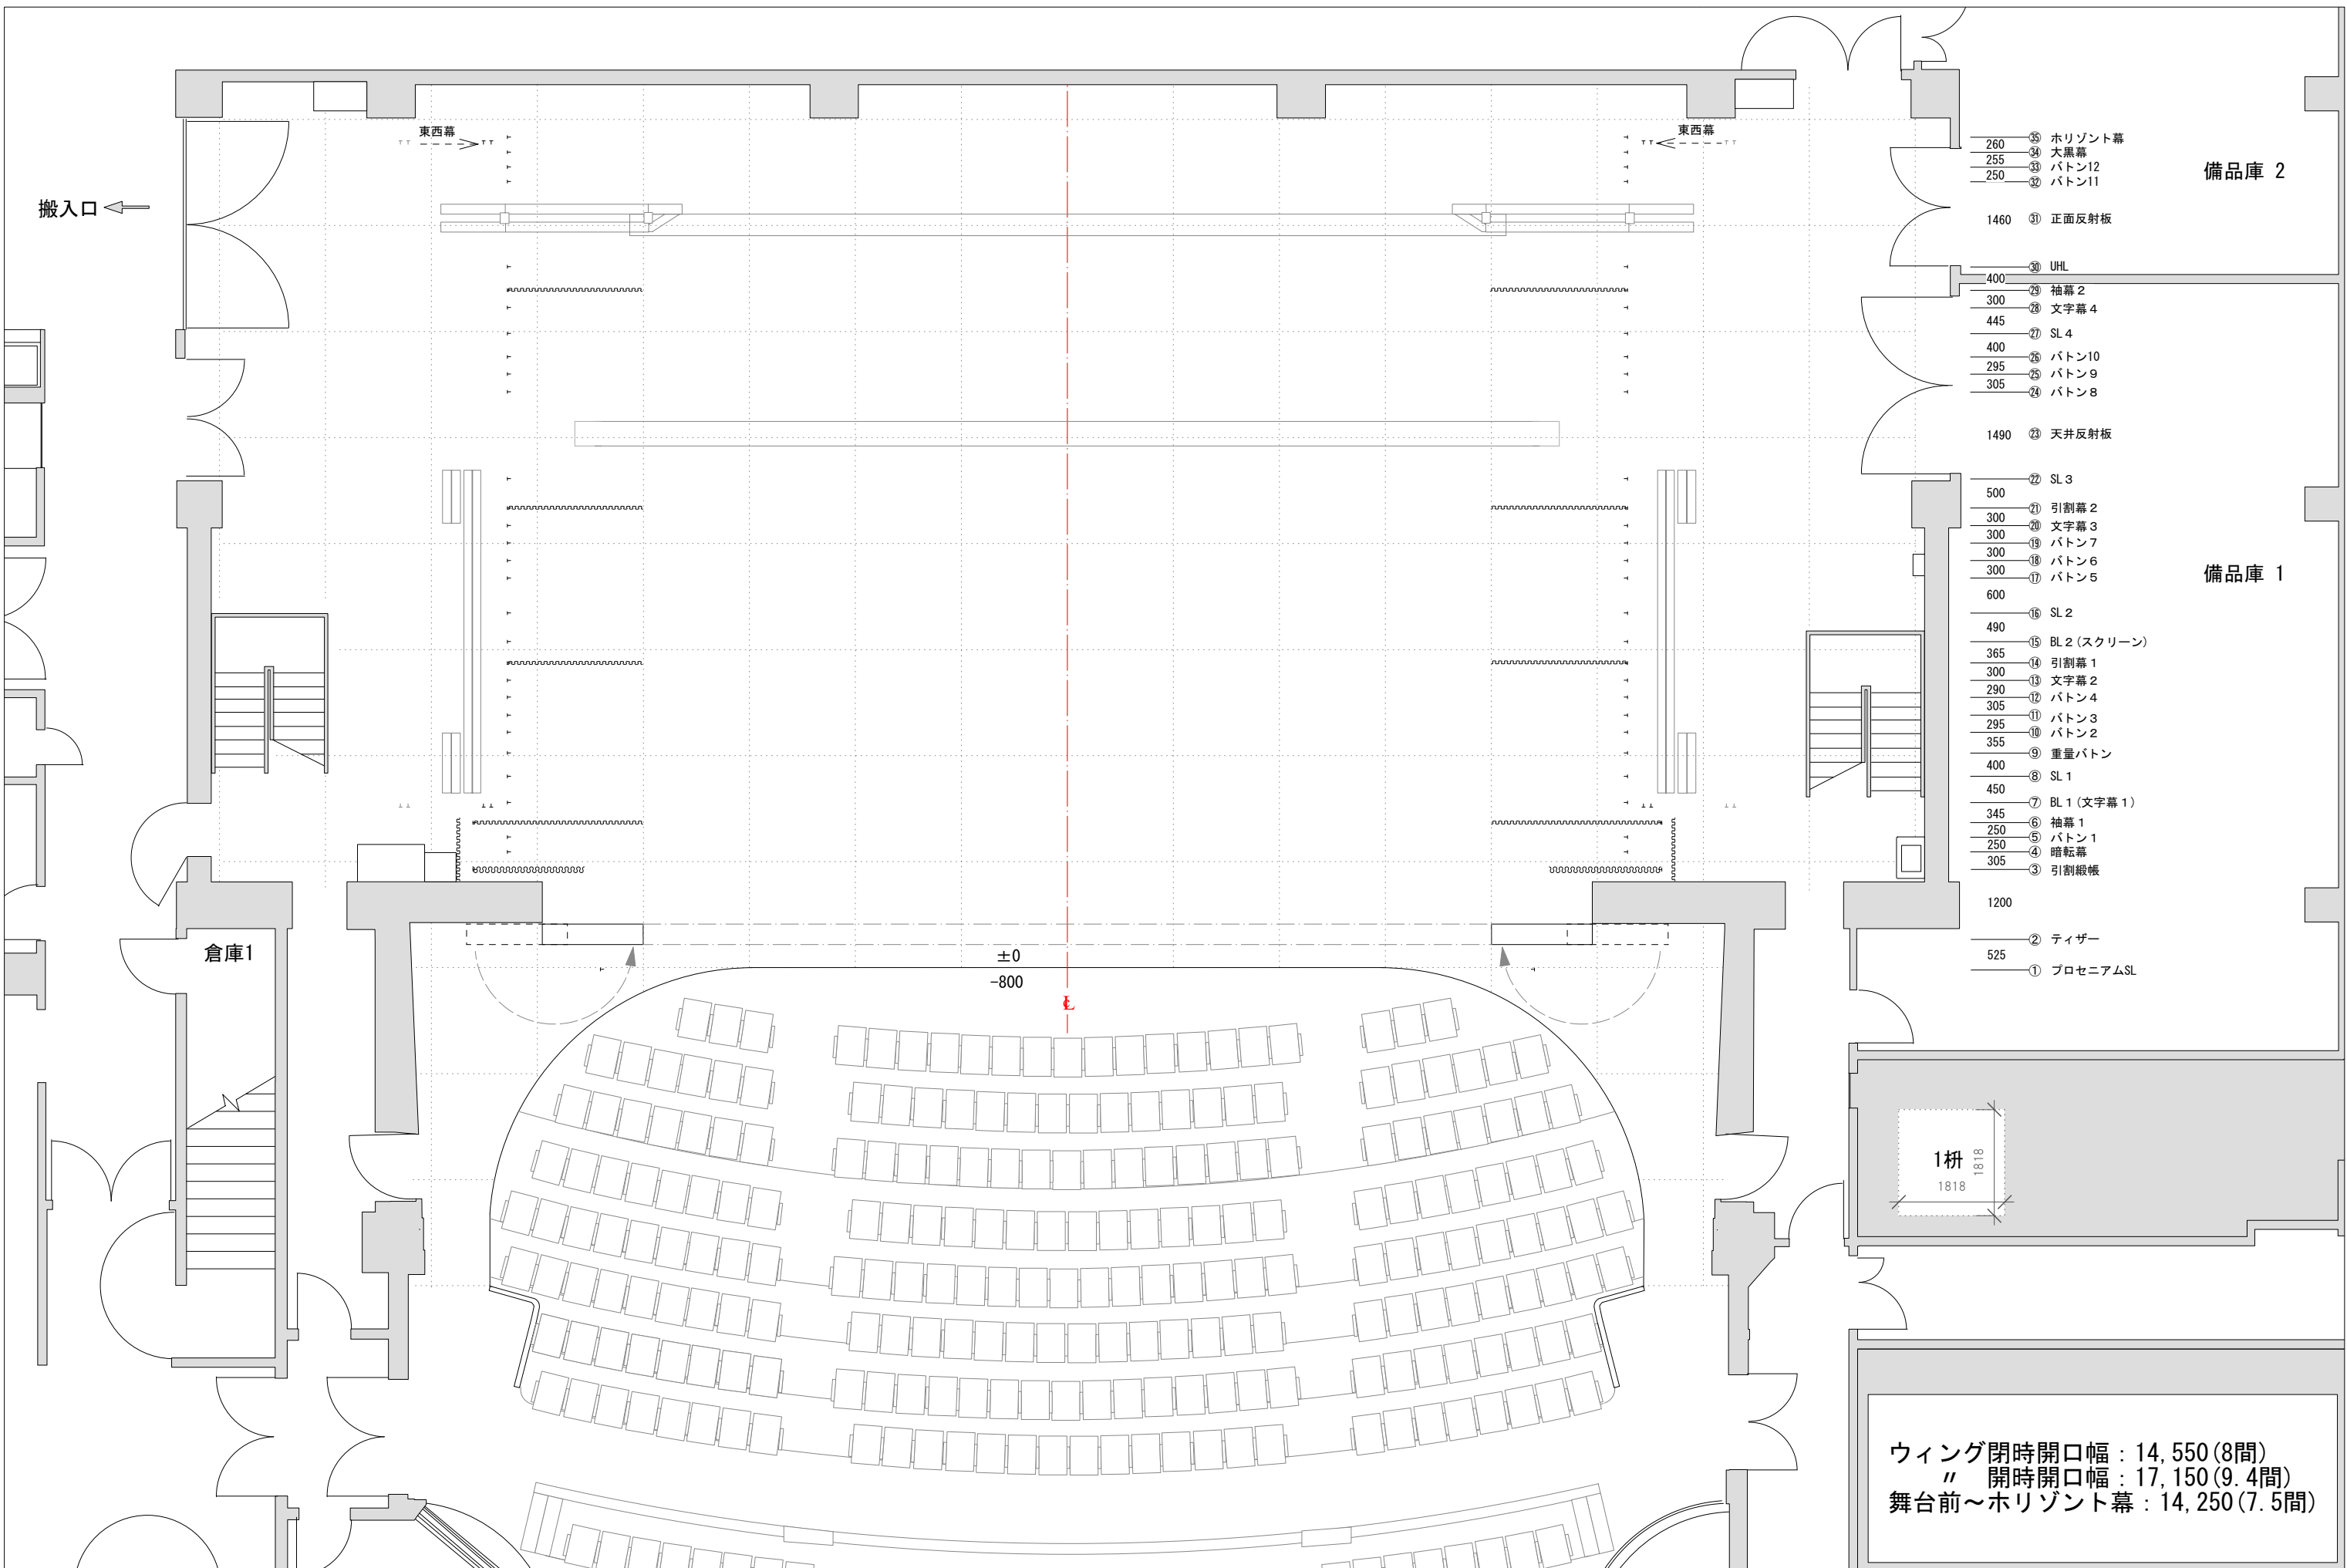 東西幕
東西幕
搬入口
備品庫 2
㉟ ホリゾント幕
260
㉞ 大黒幕
255
㉝ バトン12
250
㉜ バトン11
1460 ㉛ 正面反射板
㉚ UHL
400
㉙ 袖幕２
300
㉘ 文字幕４
445
㉗ SL４
400
㉖ バトン10
295
㉕ バトン９
305
㉔ バトン８
1490 ㉓ 天井反射板
㉒ SL３
500
㉑ 引割幕２
300
⑳ 文字幕３
300
⑲ バトン７
300
⑱ バトン６
300
⑰ バトン５
備品庫 1
600
⑯ SL２
490
⑮ BL２(スクリーン)
365
⑭ 引割幕１
300
⑬ 文字幕２
290
⑫ バトン４
305
⑪ バトン３
295
⑩ バトン２
355
⑨ 重量バトン
400
⑧ SL１
450
⑦ BL１(文字幕１)
345
⑥ 袖幕１
250
⑤ バトン１
250
④ 暗転幕
305
③ 引割緞帳
1200
② ティザー
525
① プロセニアムSL
倉庫1
±0
-800
℄
1枡
1818
1818
ウィング閉時開口幅：14,550(8間)
〃 開時開口幅：17,150(9.4間)
舞台前～ホリゾント幕：14,250(7.5間)